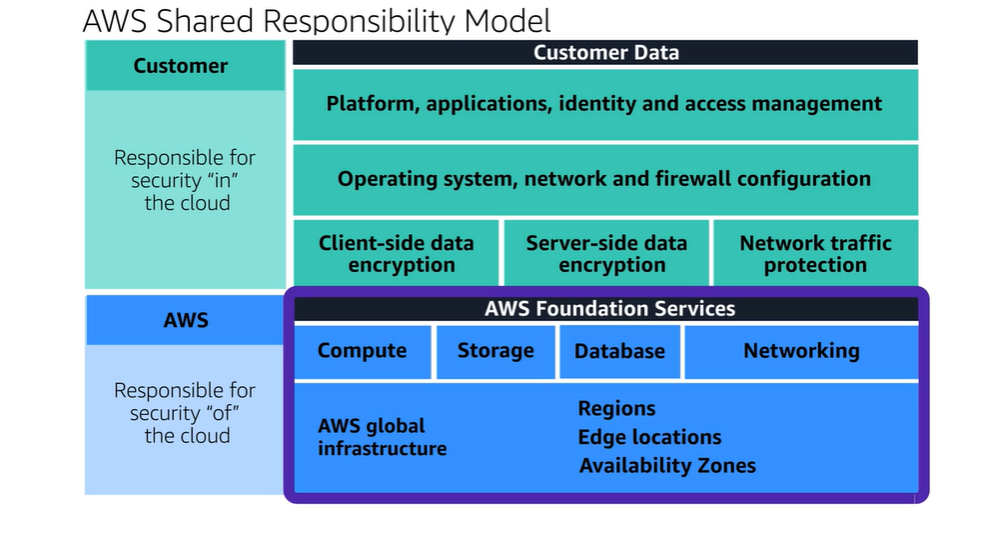 AWS Shared Responsibility Model
Customer
Responsible for
security “in”
the cloud
Customer Data
Platform, applications, identity and access management
Operating system, network and firewall configuration
Client-side data
encryption
Server-side data
encryption
Network traffic
protection
AWS
Responsible for
security “of”
the cloud
AWS Foundation Services
Compute
Storage
Database
Networking
AWS global
infrastructure
Regions
Edge locations
Availability Zones